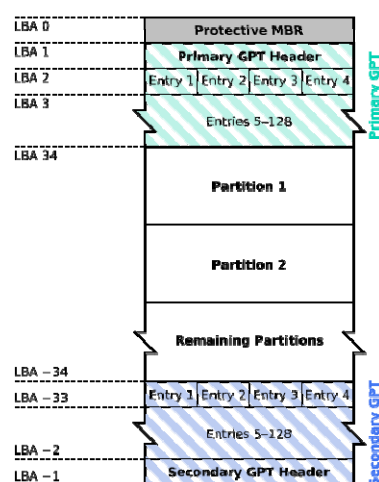 LBA 0
Protective MBR
LBA 1
Primary GPT Header
LBA 2
Entry 1 Entry 2 Entry 3 Entry 4
LBA 3
Entries 5–128
Primary GPT
LBA 34
Partition 1
Partition 2
Remaining Partitions
LBA −34
LBA −33
Entry 1 Entry 2 Entry 3 Entry 4
Entries 5–128
LBA −2
LBA −1
Secondary GPT Header
Secondary GPT